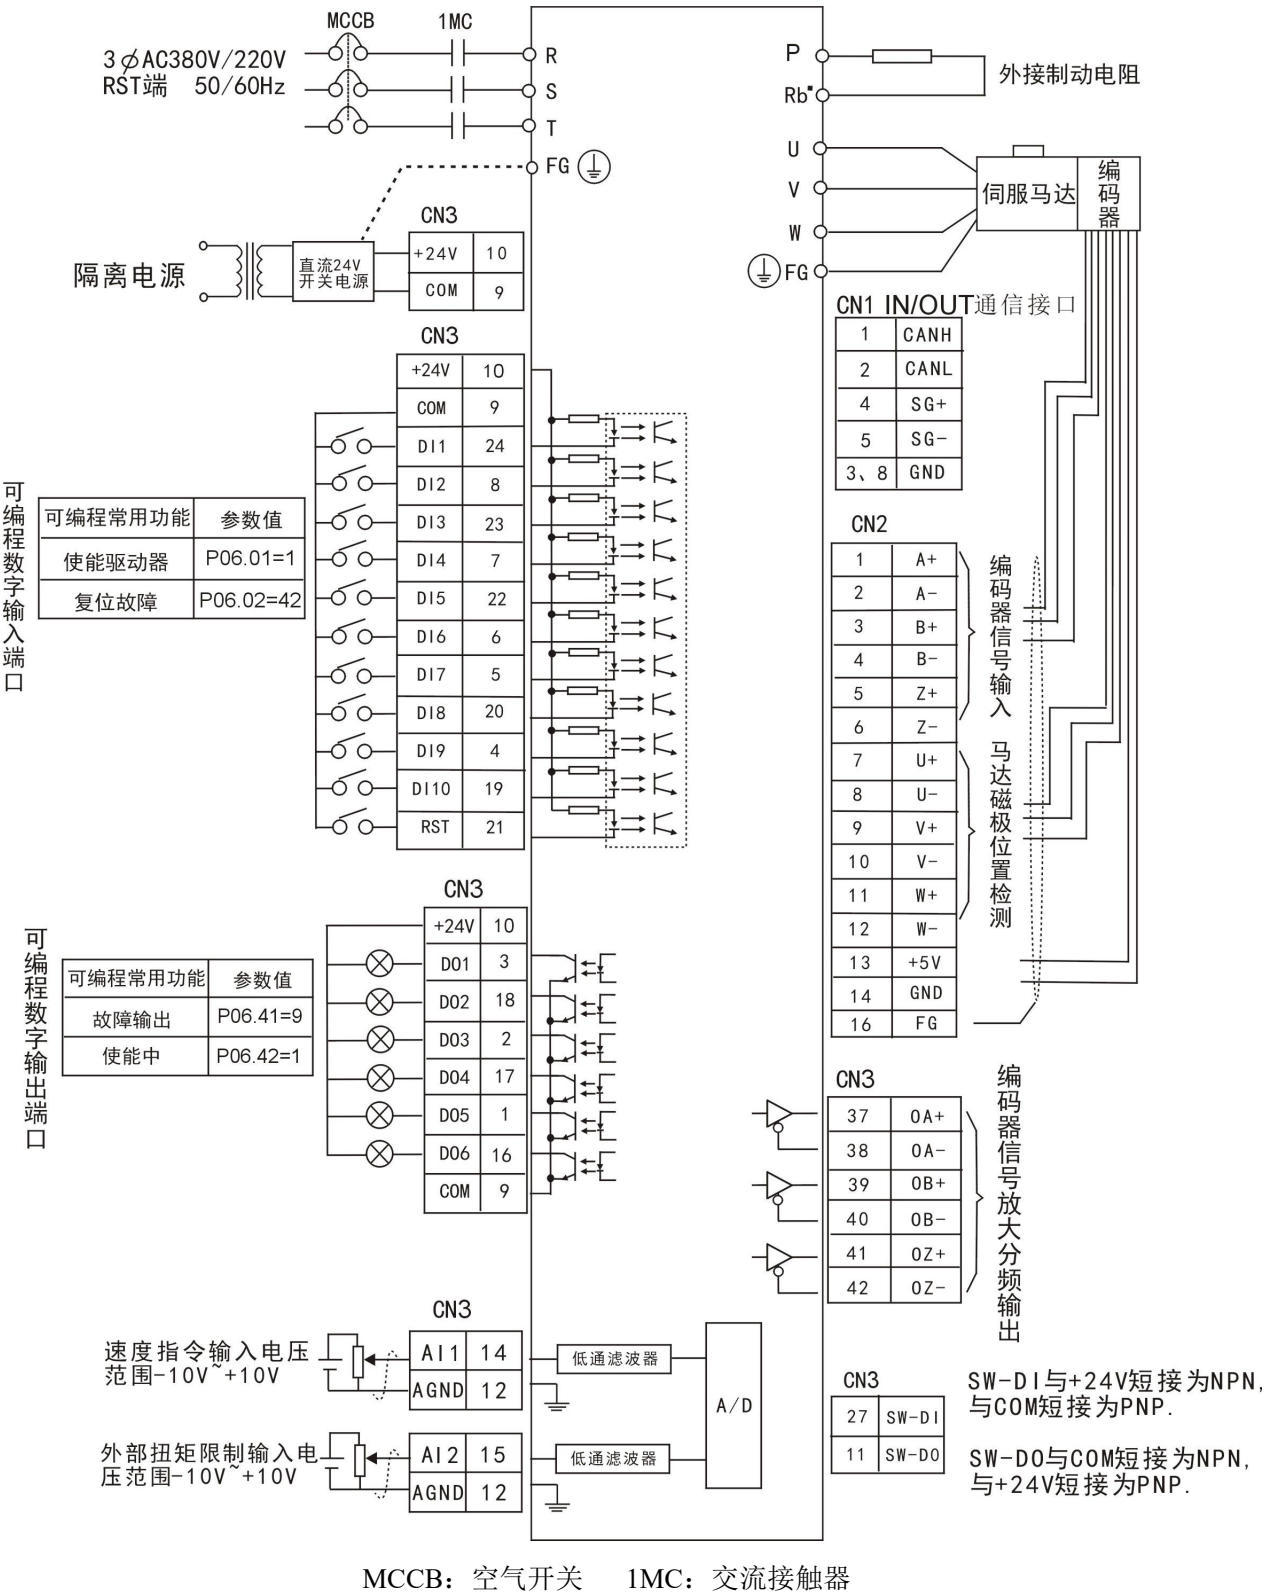 MCCB
1MC
3φAC380V/220V
RST端 50/60Hz
R
S
T
FG
P
Rb
外接制动电阻
U
V
W
FG
伺服马达
编码器
隔离电源
直流24V
开关电源
CN3
+24V 10
COM 9
CN1 IN/OUT通信接口
1 CANH
2 CANL
4 SG+
5 SG-
3、8 GND
可编程数字输入端口
可编程常用功能 参数值
使能驱动器 P06.01=1
复位故障 P06.02=42
CN3
+24V 10
COM 9
DI1 24
DI2 8
DI3 23
DI4 7
DI5 22
DI6 6
DI7 5
DI8 20
DI9 4
DI10 19
RST 21
CN2
1 A+
2 A-
3 B+
4 B-
5 Z+
6 Z-
7 U+
8 U-
9 V+
10 V-
11 W+
12 W-
13 +5V
14 GND
16 FG
编码器信号输入
马达磁极位置检测
可编程数字输出端口
可编程常用功能 参数值
故障输出 P06.41=9
使能中 P06.42=1
CN3
+24V 10
DO1 3
DO2 18
DO3 2
DO4 17
DO5 1
DO6 16
COM 9
CN3
37 OA+
38 OA-
39 OB+
40 OB-
41 OZ+
42 OZ-
编码器信号放大分频输出
CN3
速度指令输入电压
范围-10V~+10V
AI1 14
AGND 12
低通滤波器
A/D
外部扭矩限制输入电
压范围-10V~+10V
AI2 15
AGND 12
低通滤波器
CN3
27 SW-DI
11 SW-DO
SW-DI与+24V短接为NPN,
与COM短接为PNP.
SW-DO与COM短接为NPN,
与+24V短接为PNP.
MCCB：空气开关 1MC：交流接触器